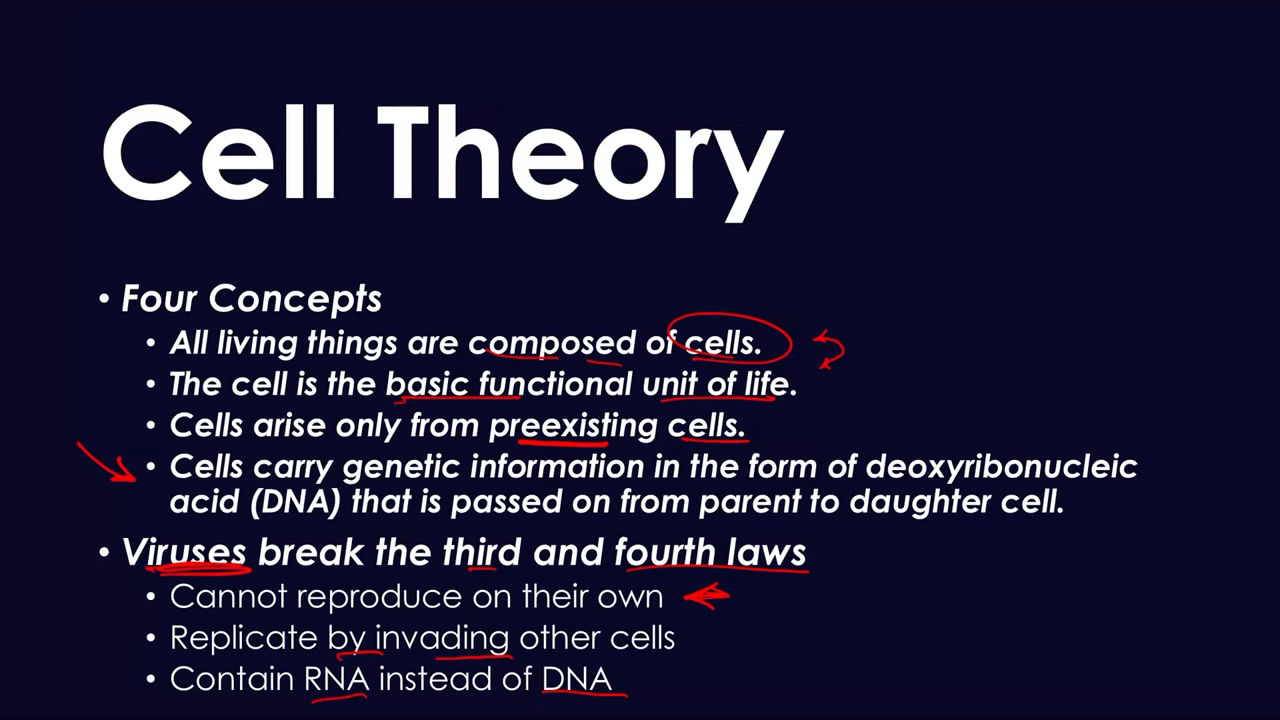 Cell Theory
• Four Concepts
• All living things are composed of cells.
• The cell is the basic functional unit of life.
• Cells arise only from preexisting cells.
• Cells carry genetic information in the form of deoxyribonucleic
acid (DNA) that is passed on from parent to daughter cell.
• Viruses break the third and fourth laws
• Cannot reproduce on their own
• Replicate by invading other cells
• Contain RNA instead of DNA